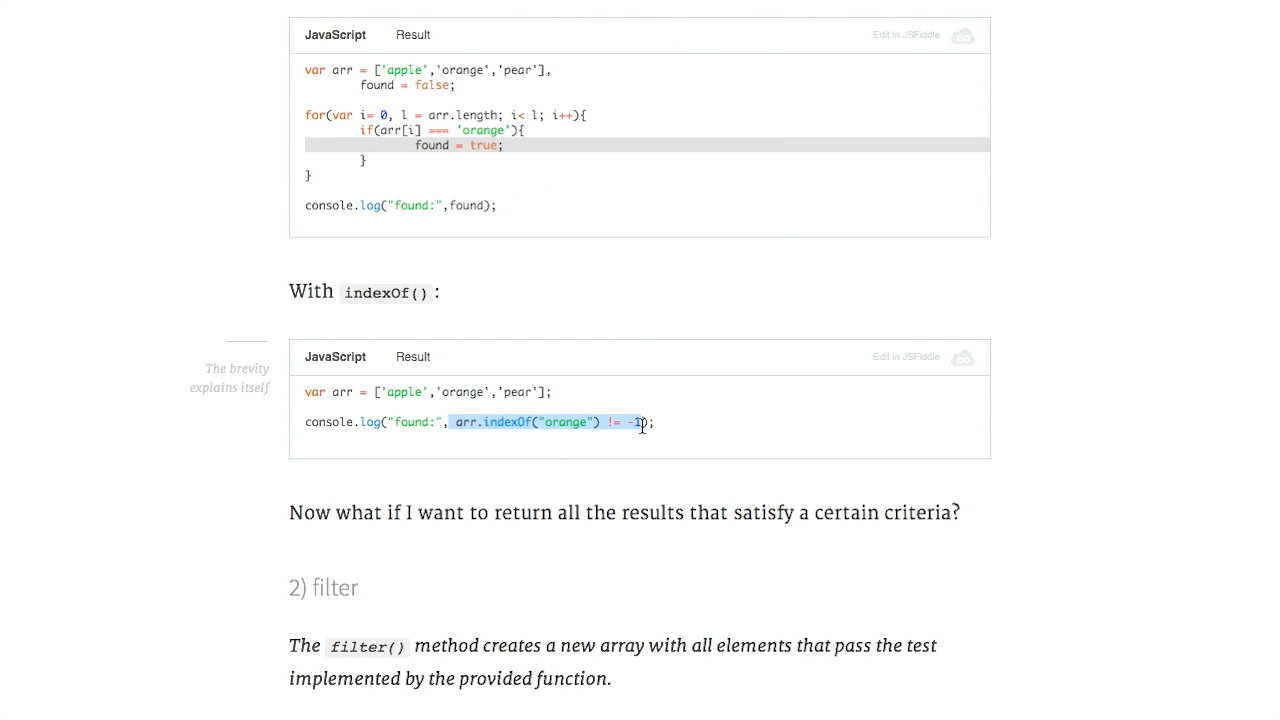 JavaScript Result Edit in JSFiddle
var arr = ['apple','orange','pear'],
found = false;
for(var i= 0, l = arr.length; i< l; i++){
if(arr[i] === 'orange'){
found = true;
}
}
console.log("found:",found);
With indexOf() :
The brevity
explains itself
JavaScript Result Edit in JSFiddle
var arr = ['apple','orange','pear'];
console.log("found:", arr.indexOf("orange") != -1);
Now what if I want to return all the results that satisfy a certain criteria?
2) filter
The filter() method creates a new array with all elements that pass the test
implemented by the provided function.